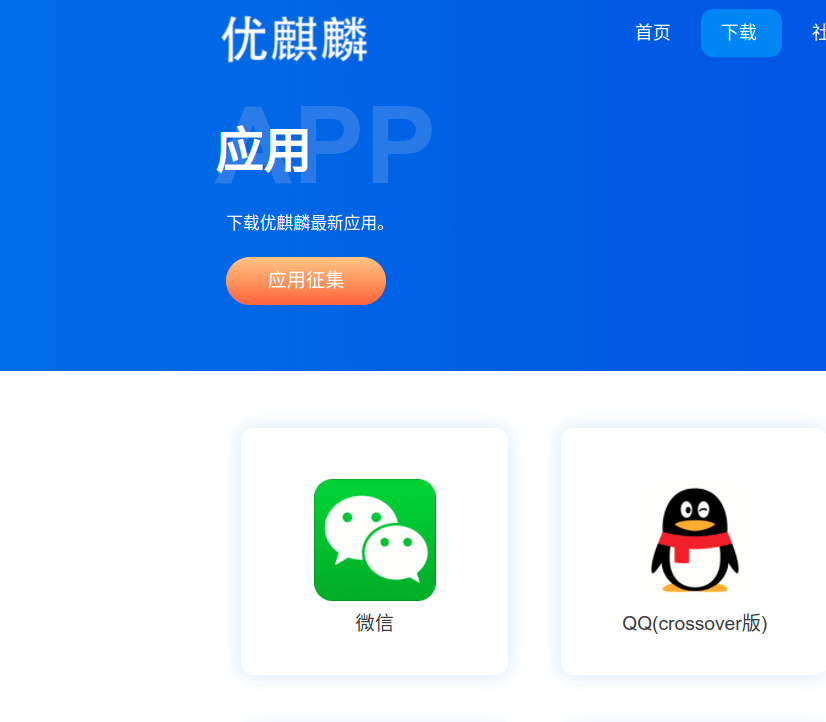 优麒麟
首页
下载
社
APP
应用
下载优麒麟最新应用。
应用征集
微信
QQ(crossover版)